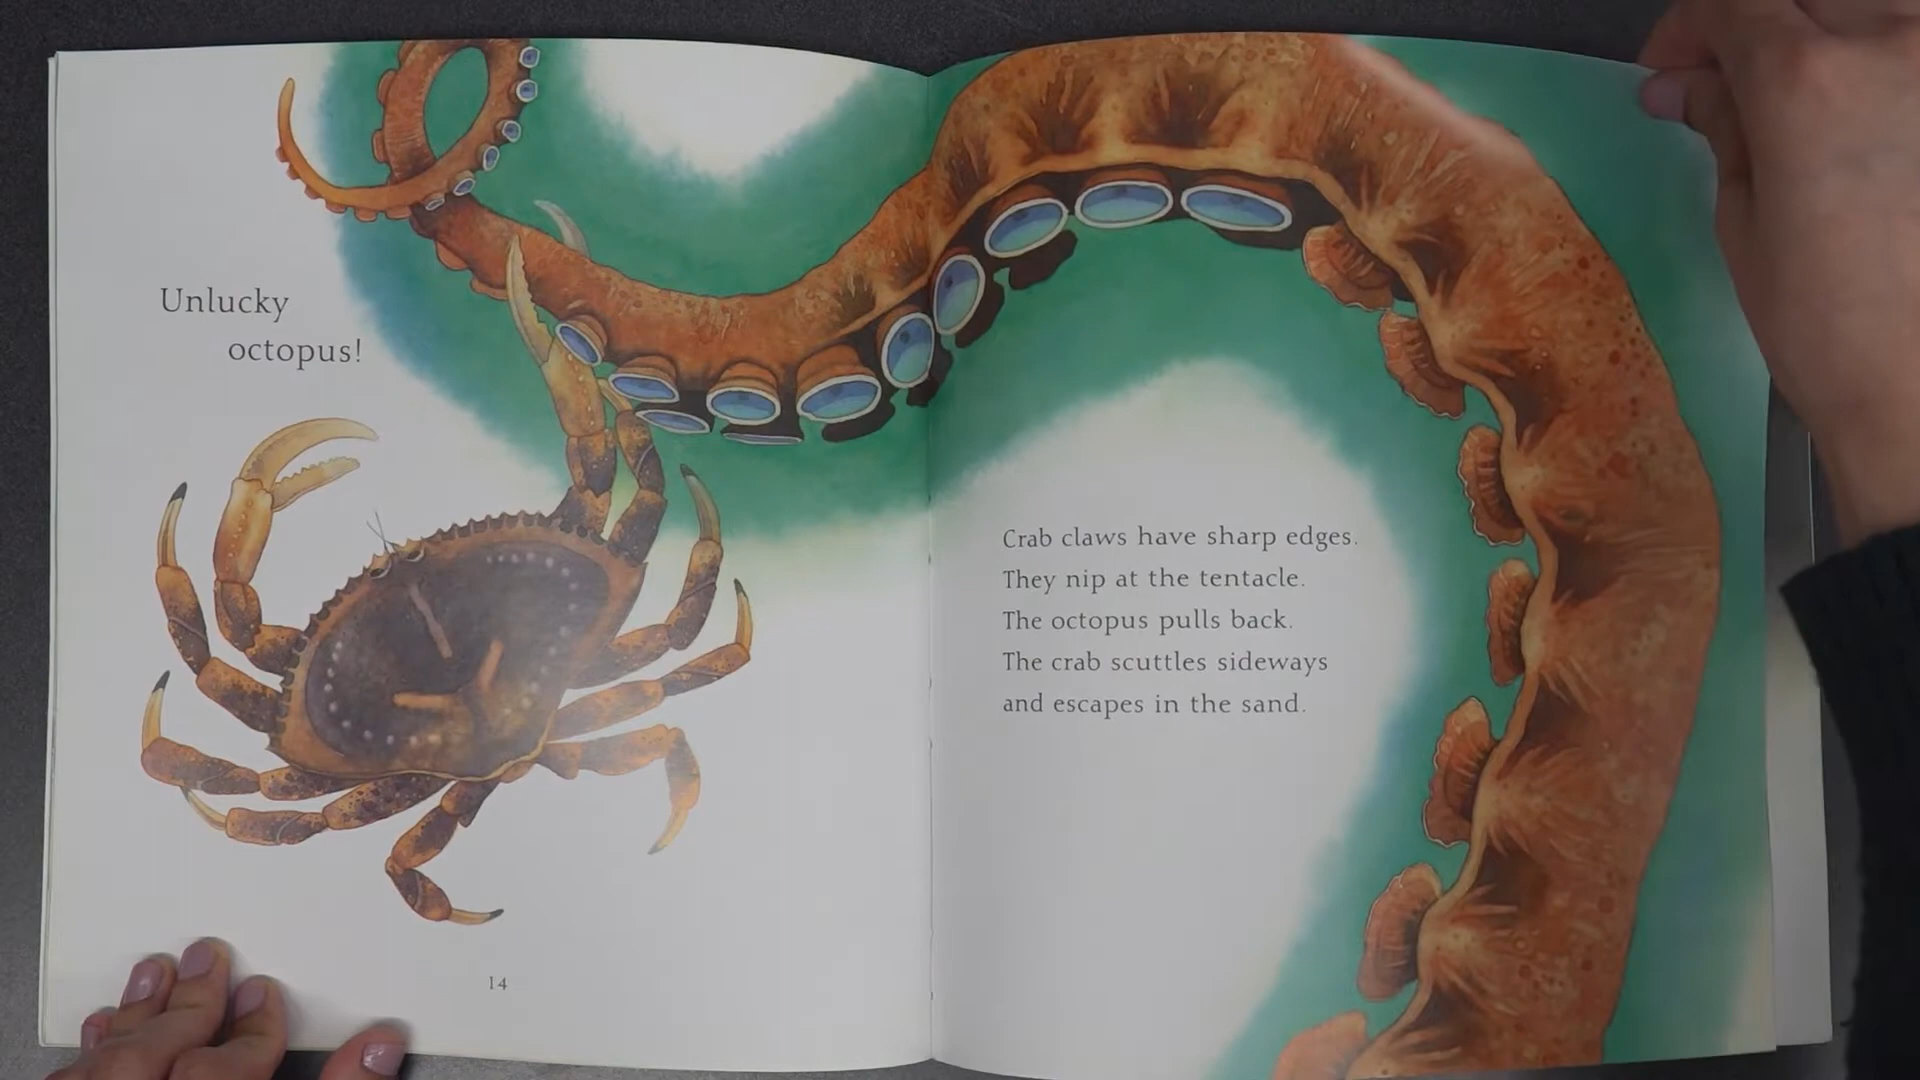 Unlucky
octopus!
Crab claws have sharp edges.
They nip at the tentacle.
The octopus pulls back.
The crab scuttles sideways
and escapes in the sand.
14